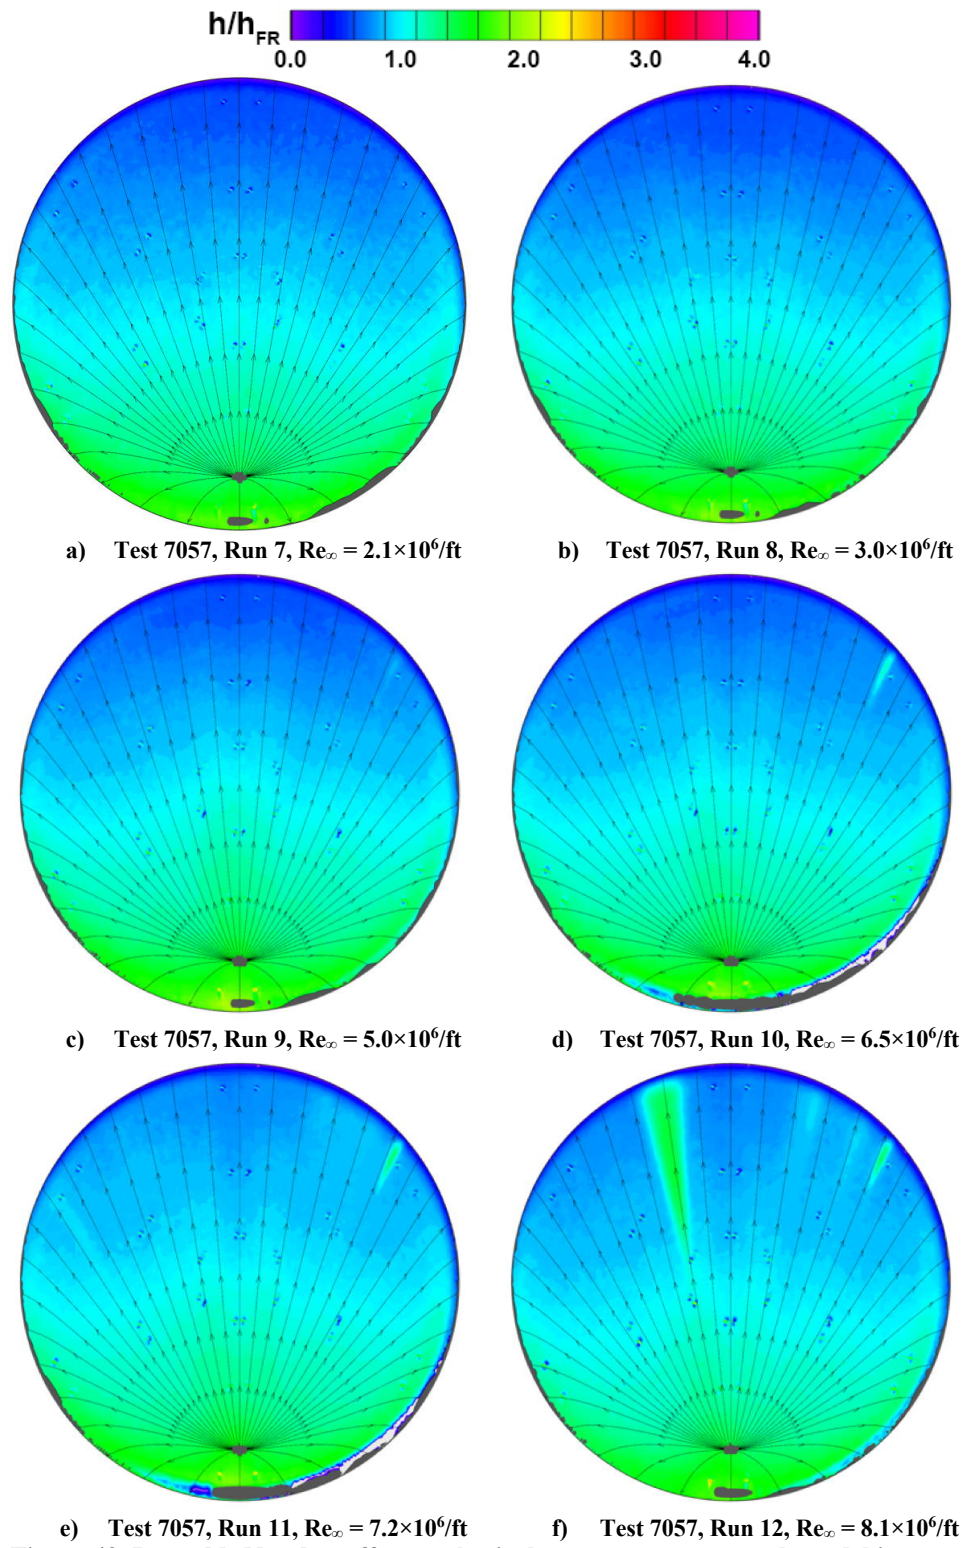 h/hFR
0.0 1.0 2.0 3.0 4.0
a) Test 7057, Run 7, Re∞ = 2.1×10⁶/ft
b) Test 7057, Run 8, Re∞ = 3.0×10⁶/ft
c) Test 7057, Run 9, Re∞ = 5.0×10⁶/ft
d) Test 7057, Run 10, Re∞ = 6.5×10⁶/ft
e) Test 7057, Run 11, Re∞ = 7.2×10⁶/ft
f) Test 7057, Run 12, Re∞ = 8.1×10⁶/ft